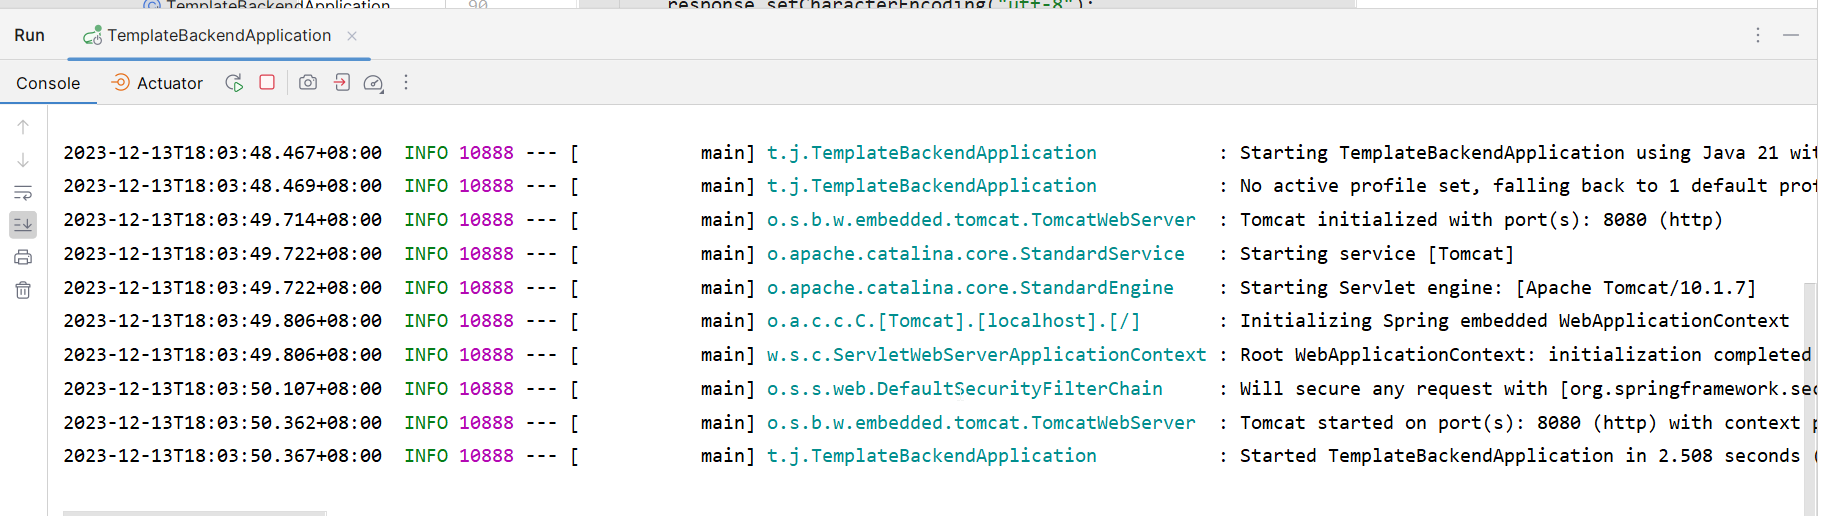 TemplateBackendApplication 90 response.setCharacterEncoding("utf-8");
Run TemplateBackendApplication
Console Actuator
2023-12-13T18:03:48.467+08:00 INFO 10888 --- [ main] t.j.TemplateBackendApplication : Starting TemplateBackendApplication using Java 21 wit
2023-12-13T18:03:48.469+08:00 INFO 10888 --- [ main] t.j.TemplateBackendApplication : No active profile set, falling back to 1 default prof
2023-12-13T18:03:49.714+08:00 INFO 10888 --- [ main] o.s.b.w.embedded.tomcat.TomcatWebServer : Tomcat initialized with port(s): 8080 (http)
2023-12-13T18:03:49.722+08:00 INFO 10888 --- [ main] o.apache.catalina.core.StandardService : Starting service [Tomcat]
2023-12-13T18:03:49.722+08:00 INFO 10888 --- [ main] o.apache.catalina.core.StandardEngine : Starting Servlet engine: [Apache Tomcat/10.1.7]
2023-12-13T18:03:49.806+08:00 INFO 10888 --- [ main] o.a.c.c.C.[Tomcat].[localhost].[/] : Initializing Spring embedded WebApplicationContext
2023-12-13T18:03:49.806+08:00 INFO 10888 --- [ main] w.s.c.ServletWebServerApplicationContext : Root WebApplicationContext: initialization completed
2023-12-13T18:03:50.107+08:00 INFO 10888 --- [ main] o.s.s.web.DefaultSecurityFilterChain : Will secure any request with [org.springframework.sec
2023-12-13T18:03:50.362+08:00 INFO 10888 --- [ main] o.s.b.w.embedded.tomcat.TomcatWebServer : Tomcat started on port(s): 8080 (http) with context p
2023-12-13T18:03:50.367+08:00 INFO 10888 --- [ main] t.j.TemplateBackendApplication : Started TemplateBackendApplication in 2.508 seconds (